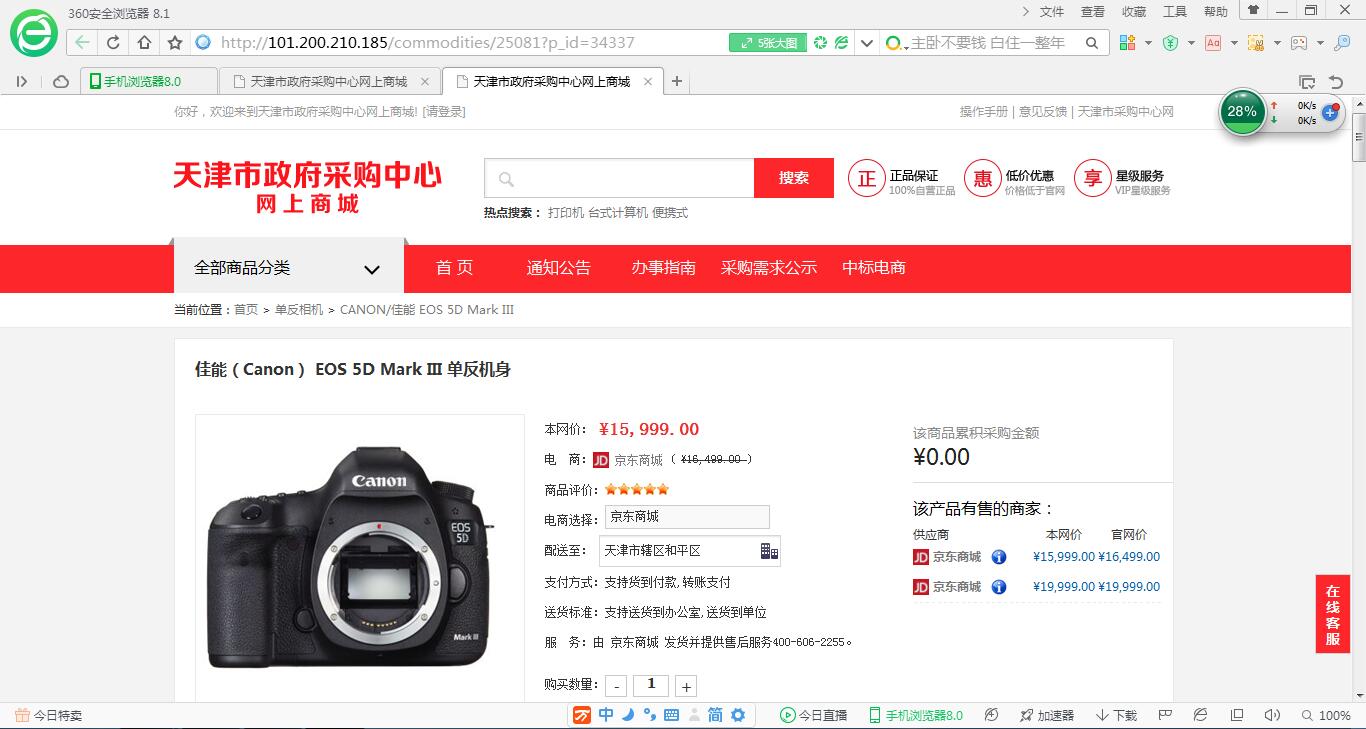 360安全浏览器 8.1
文件 查看 收藏 工具 帮助
http://101.200.210.185/commodities/25081?p_id=34337
5张大图
主卧不要钱 白住一整年
手机浏览器8.0
天津市政府采购中心网上商城
天津市政府采购中心网上商城
你好，欢迎来到天津市政府采购中心网上商城! [请登录]
操作手册 | 意见反馈 | 天津市采购中心网
28%
0K/s
0K/s
天津市政府采购中心
网上商城
搜索
热点搜索： 打印机 台式计算机 便携式
正 正品保证
100%自营正品
惠 低价优惠
价格低于官网
享 星级服务
VIP星级服务
全部商品分类
首 页 通知公告 办事指南 采购需求公示 中标电商
当前位置：首页 > 单反相机 > CANON/佳能 EOS 5D Mark III
佳能（Canon） EOS 5D Mark III 单反机身
Canon
EOS
5D
Mark III
本网价: ¥15,999.00
电 商: JD 京东商城 ( ¥16,499.00 )
商品评价:
电商选择: 京东商城
配送至: 天津市辖区和平区
支付方式: 支持货到付款,转账支付
送货标准: 支持送货到办公室,送货到单位
服 务: 由 京东商城 发货并提供售后服务400-606-2255。
购买数量: - 1 +
该商品累积采购金额
¥0.00
该产品有售的商家：
供应商 本网价 官网价
JD 京东商城 ¥15,999.00 ¥16,499.00
JD 京东商城 ¥19,999.00 ¥19,999.00
在线客服
今日特卖
中 简
今日直播
手机浏览器8.0
加速器
下载
100%